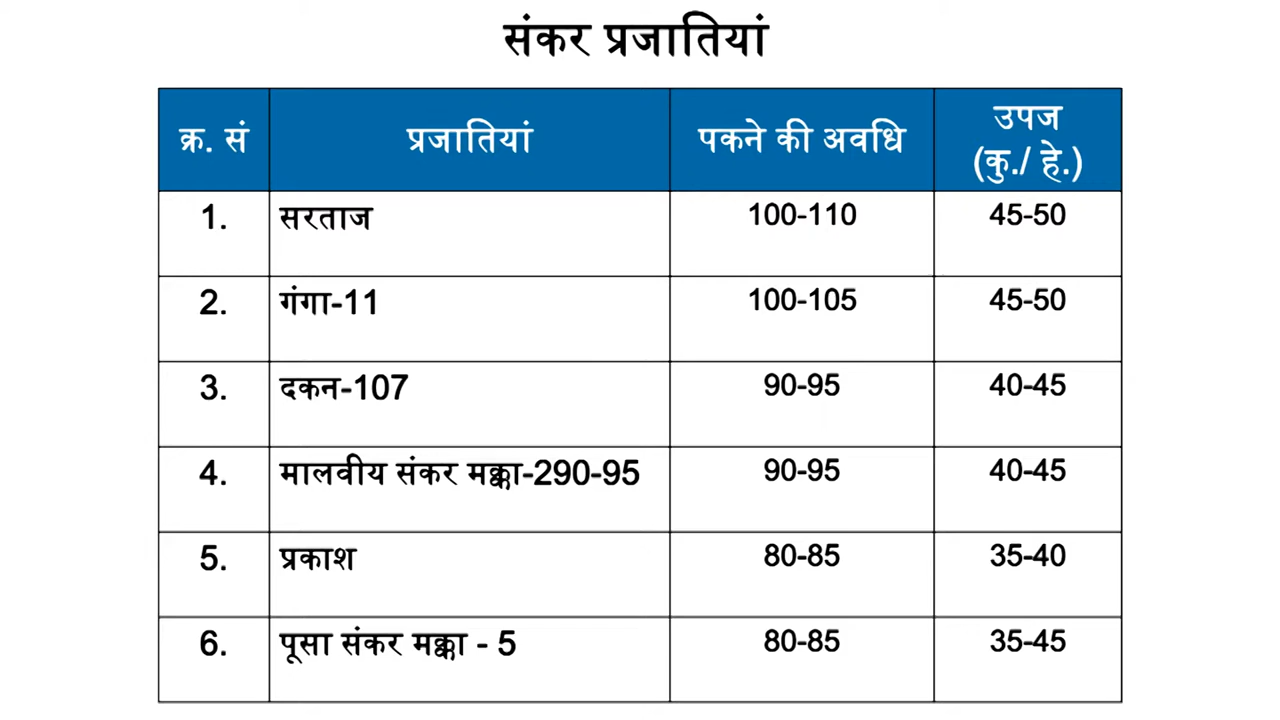 संकर प्रजातियां
क्र. सं प्रजातियां पकने की अवधि उपज (कु./ हे.)
1. सरताज 100-110 45-50
2. गंगा-11 100-105 45-50
3. दकन-107 90-95 40-45
4. मालवीय संकर मक्का-290-95 90-95 40-45
5. प्रकाश 80-85 35-40
6. पूसा संकर मक्का - 5 80-85 35-45